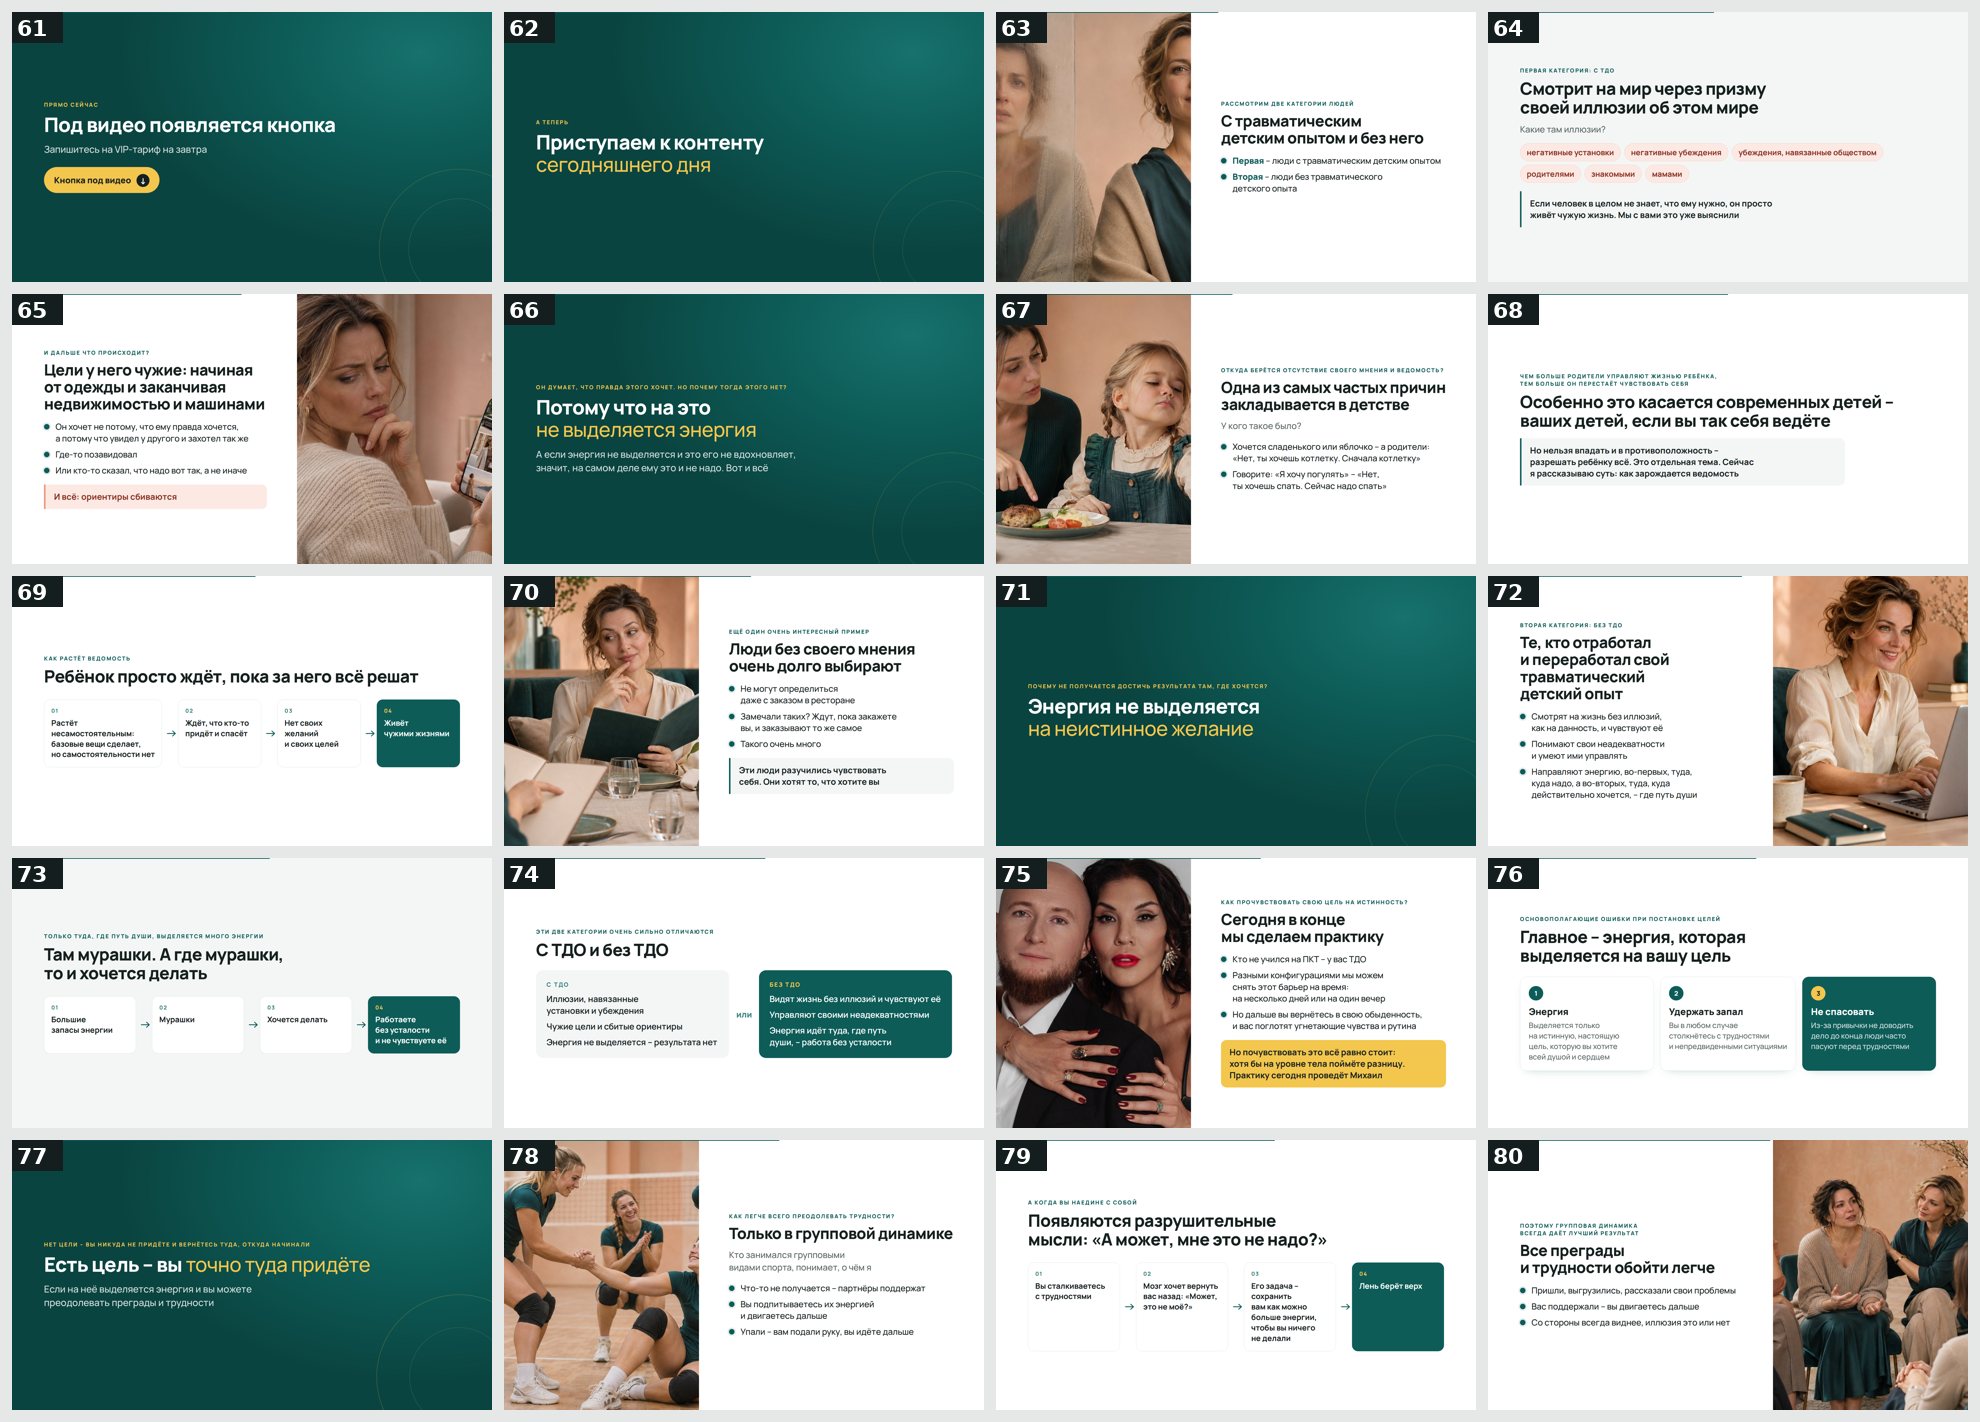 61
ПРЯМО СЕЙЧАС
Под видео появляется кнопка
Запишитесь на VIP-тариф на завтра
Кнопка под видео ↓
62
А ТЕПЕРЬ
Приступаем к контенту
сегодняшнего дня
63
РАССМОТРИМ ДВЕ КАТЕГОРИИ ЛЮДЕЙ
С травматическим
детским опытом и без него
Первая – люди с травматическим детским опытом
Вторая – люди без травматического
детского опыта
64
ПЕРВАЯ КАТЕГОРИЯ: С ТДО
Смотрит на мир через призму
своей иллюзии об этом мире
Какие там иллюзии?
негативные установки
негативные убеждения
убеждения, навязанные обществом
родителями
знакомыми
мамами
Если человек в целом не знает, что ему нужно, он просто
живёт чужую жизнь. Мы с вами это уже выяснили
65
И ДАЛЬШЕ ЧТО ПРОИСХОДИТ?
Цели у него чужие: начиная
от одежды и заканчивая
недвижимостью и машинами
Он хочет не потому, что ему правда хочется,
а потому что увидел у другого и захотел так же
Где-то позавидовал
Или кто-то сказал, что надо вот так, а не иначе
И всё: ориентиры сбиваются
66
ОН ДУМАЕТ, ЧТО ПРАВДА ЭТОГО ХОЧЕТ. НО ПОЧЕМУ ТОГДА ЭТОГО НЕТ?
Потому что на это
не выделяется энергия
А если энергия не выделяется и это его не вдохновляет,
значит, на самом деле ему это и не надо. Вот и всё
67
ОТКУДА БЕРЁТСЯ ОТСУТСТВИЕ СВОЕГО МНЕНИЯ И ВЕДОМОСТЬ?
Одна из самых частых причин
закладывается в детстве
У кого такое было?
Хочется сладенького или яблочко – а родители:
«Нет, ты хочешь котлетку. Сначала котлетку»
Говорите: «Я хочу погулять» – «Нет,
ты хочешь спать. Сейчас надо спать»
68
ЧЕМ БОЛЬШЕ РОДИТЕЛИ УПРАВЛЯЮТ ЖИЗНЬЮ РЕБЁНКА,
ТЕМ БОЛЬШЕ ОН ПЕРЕСТАЁТ ЧУВСТВОВАТЬ СЕБЯ
Особенно это касается современных детей –
ваших детей, если вы так себя ведёте
Но нельзя впадать и в противоположность –
разрешать ребёнку всё. Это отдельная тема. Сейчас
я рассказываю суть: как зарождается ведомость
69
КАК РАСТЁТ ВЕДОМОСТЬ
Ребёнок просто ждёт, пока за него всё решат
01
Растёт
несамостоятельным:
базовые вещи сделает,
но самостоятельности нет
→
02
Ждёт, что кто-то
придёт и спасёт
→
03
Нет своих
желаний
и своих целей
→
04
Живёт
чужими жизнями
70
ЕЩЁ ОДИН ОЧЕНЬ ИНТЕРЕСНЫЙ ПРИМЕР
Люди без своего мнения
очень долго выбирают
Не могут определиться
даже с заказом в ресторане
Замечали таких? Ждут, пока закажете
вы, и заказывают то же самое
Такого очень много
Эти люди разучились чувствовать
себя. Они хотят то, что хотите вы
71
ПОЧЕМУ НЕ ПОЛУЧАЕТСЯ ДОСТИЧЬ РЕЗУЛЬТАТА ТАМ, ГДЕ ХОЧЕТСЯ?
Энергия не выделяется
на неистинное желание
72
ВТОРАЯ КАТЕГОРИЯ: БЕЗ ТДО
Те, кто отработал
и переработал свой
травматический
детский опыт
Смотрят на жизнь без иллюзий,
как на данность, и чувствуют её
Понимают свои неадекватности
и умеют ими управлять
Направляют энергию, во-первых, туда,
куда надо, а во-вторых, туда, куда
действительно хочется, – где путь души
73
ТОЛЬКО ТУДА, ГДЕ ПУТЬ ДУШИ, ВЫДЕЛЯЕТСЯ МНОГО ЭНЕРГИИ
Там мурашки. А где мурашки,
то и хочется делать
01
Большие
запасы энергии
→
02
Мурашки
→
03
Хочется делать
→
04
Работаете
без усталости
и не чувствуете её
74
ЭТИ ДВЕ КАТЕГОРИИ ОЧЕНЬ СИЛЬНО ОТЛИЧАЮТСЯ
С ТДО и без ТДО
С ТДО
Иллюзии, навязанные
установки и убеждения
Чужие цели и сбитые ориентиры
Энергия не выделяется – результата нет
ИЛИ
БЕЗ ТДО
Видят жизнь без иллюзий и чувствуют её
Управляют своими неадекватностями
Энергия идёт туда, где путь
души, – работа без усталости
75
КАК ПРОЧУВСТВОВАТЬ СВОЮ ЦЕЛЬ НА ИСТИННОСТЬ?
Сегодня в конце
мы сделаем практику
Кто не учился на ПКТ – у вас ТДО
Разными конфигурациями мы можем
снять этот барьер на время:
на несколько дней или на один вечер
Но дальше вы вернётесь в свою обыденность,
и вас поглотят угнетающие чувства и рутина
Но почувствовать это всё равно стоит:
хотя бы на уровне тела поймёте разницу.
Практику сегодня проведёт Михаил
76
ОСНОВОПОЛАГАЮЩИЕ ОШИБКИ ПРИ ПОСТАНОВКЕ ЦЕЛЕЙ
Главное – энергия, которая
выделяется на вашу цель
1
Энергия
Выделяется только
на истинную, настоящую
цель, которую вы хотите
всей душой и сердцем
2
Удержать запал
Вы в любом случае
столкнётесь с трудностями
и непредвиденными ситуациями
3
Не спасовать
Из-за привычки не доводить
дело до конца люди часто
пасуют перед трудностями
77
НЕТ ЦЕЛИ – ВЫ НИКУДА НЕ ПРИДЁТЕ И ВЕРНЁТЕСЬ ТУДА, ОТКУДА НАЧИНАЛИ
Есть цель – вы точно туда придёте
Если на неё выделяется энергия и вы можете
преодолевать преграды и трудности
78
КАК ЛЕГЧЕ ВСЕГО ПРЕОДОЛЕВАТЬ ТРУДНОСТИ?
Только в групповой динамике
Кто занимался групповыми
видами спорта, понимает, о чём я
Что-то не получается – партнёры поддержат
Вы подпитываетесь их энергией
и двигаетесь дальше
Упали – вам подали руку, вы идёте дальше
79
А КОГДА ВЫ НАЕДИНЕ С СОБОЙ
Появляются разрушительные
мысли: «А может, мне это не надо?»
01
Вы сталкиваетесь
с трудностями
→
02
Мозг хочет вернуть
вас назад: «Может,
это не моё?»
→
03
Его задача –
сохранить
вам как можно
больше энергии,
чтобы вы ничего
не делали
→
04
Лень берёт верх
80
ПОЭТОМУ ГРУППОВАЯ ДИНАМИКА
ВСЕГДА ДАЁТ ЛУЧШИЙ РЕЗУЛЬТАТ
Все преграды
и трудности обойти легче
Пришли, выгрузились, рассказали свои проблемы
Вас поддержали – вы двигаетесь дальше
Со стороны всегда виднее, иллюзия это или нет